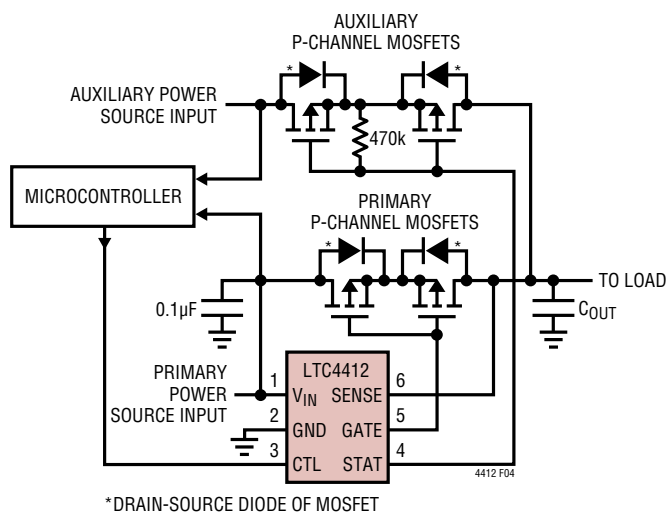 AUXILIARY
P-CHANNEL MOSFETS
*
*
AUXILIARY POWER
SOURCE INPUT
470k
MICROCONTROLLER
PRIMARY
P-CHANNEL MOSFETS
*
*
TO LOAD
0.1µF
COUT
PRIMARY
POWER
SOURCE INPUT
LTC4412
1
VIN
SENSE
6
2
GND
GATE
5
3
CTL
STAT
4
4412 F04
*DRAIN-SOURCE DIODE OF MOSFET